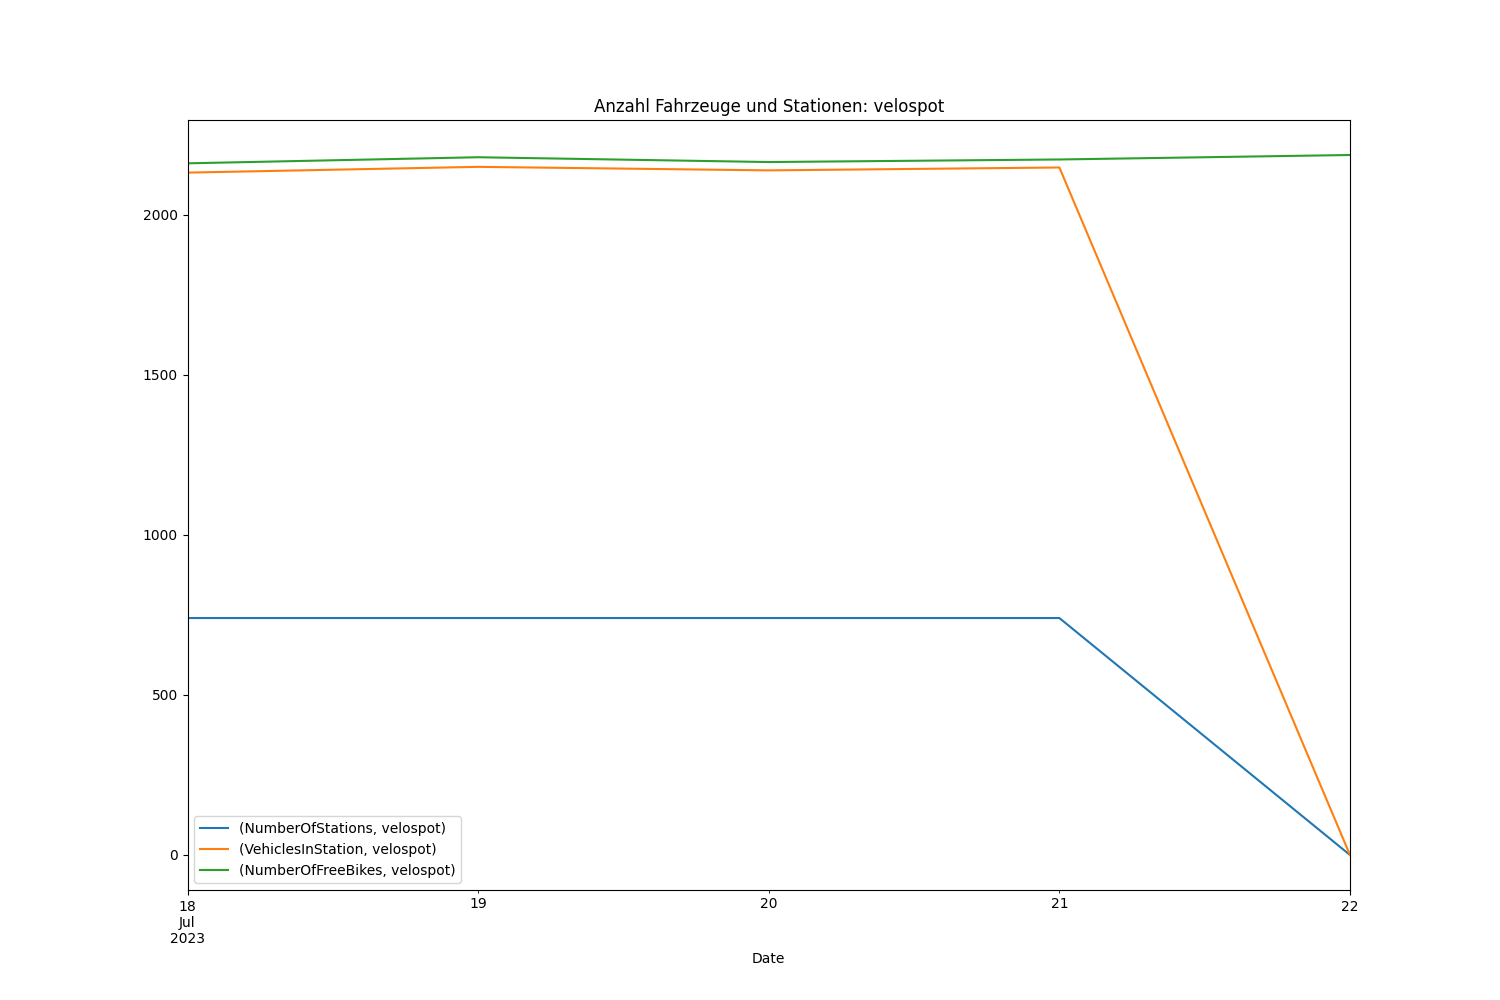 Anzahl Fahrzeuge und Stationen: velospot
2000
1500
1000
500
0
(NumberOfStations, velospot)
(VehiclesInStation, velospot)
(NumberOfFreeBikes, velospot)
18 19 20 21 22
Jul
2023
Date